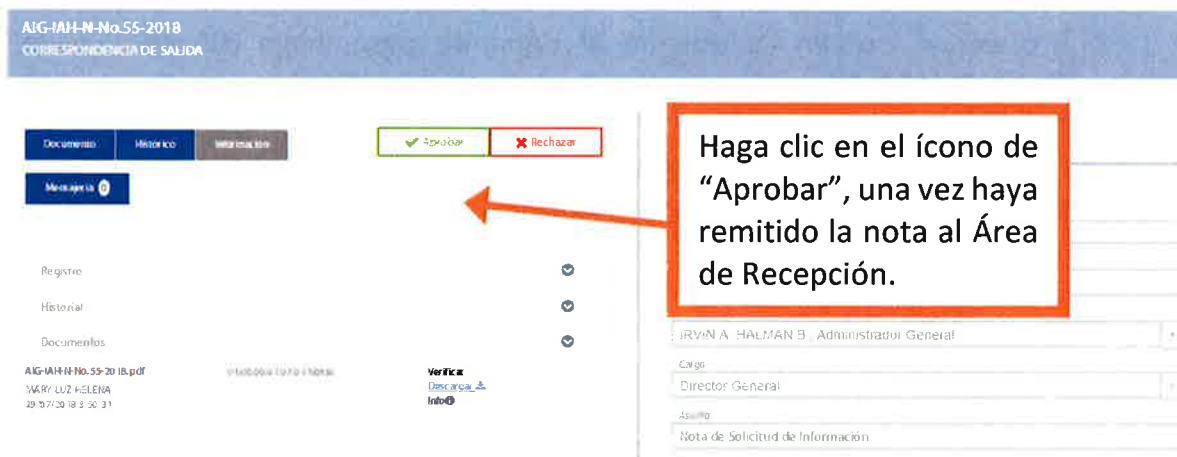 AIG-IAH-N-No.55-2018
CORRESPONDENCIA DE SALIDA
Documento Histórico Información
Aprobar Rechazar
Mensajería 0
Haga clic en el ícono de
“Aprobar”, una vez haya
remitido la nota al Área
de Recepción.
Registro
Historial
Documentos
AIG-IAH-N-No.55-2018.pdf
MARY LUZ HELENA
Verificar
Descargar
Info
IRVIN A. HALMAN B., Administrador General
Cargo
Director General
Asunto
Nota de Solicitud de Información